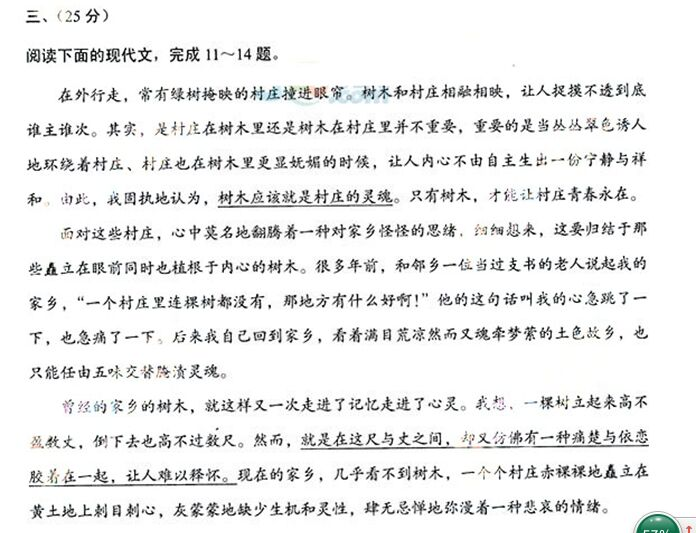 三、（25 分）
阅读下面的现代文，完成 11～14 题。
在外行走，常有绿树掩映的村庄撞进眼帘。树木和村庄相融相映，让人捉摸不透到底
谁主谁次。其实，是村庄在树木里还是树木在村庄里并不重要，重要的是当丛丛翠色诱人
地环绕着村庄、村庄也在树木里更显妩媚的时候，让人内心不由自主生出一份宁静与祥
和。由此，我固执地认为，树木应该就是村庄的灵魂。只有树木，才能让村庄青春永在。
面对这些村庄，心中莫名地翻腾着一种对家乡怪怪的思绪，细细想来，这要归结于那
些矗立在眼前同时也植根于内心的树木。很多年前，和邻乡一位当过支书的老人说起我的
家乡，“一个村庄里连棵树都没有，那地方有什么好啊！”他的这句话叫我的心急跳了一
下，也急痛了一下。后来我自己回到家乡，看着满目荒凉然而又魂牵梦萦的土色故乡，也
只能任由五味交替腌渍灵魂。
曾经的家乡的树木，就这样又一次走进了记忆走进了心灵。我想，一棵树立起来高不
盈数丈，倒下去也高不过数尺。然而，就是在这尺与丈之间，却又仿佛有一种痛楚与依恋
胶着在一起，让人难以释怀。现在的家乡，几乎看不到树木，一个个村庄赤裸裸地矗立在
黄土地上刺目刺心，灰蒙蒙地缺少生机和灵性，肆无忌惮地弥漫着一种悲哀的情绪。
57%